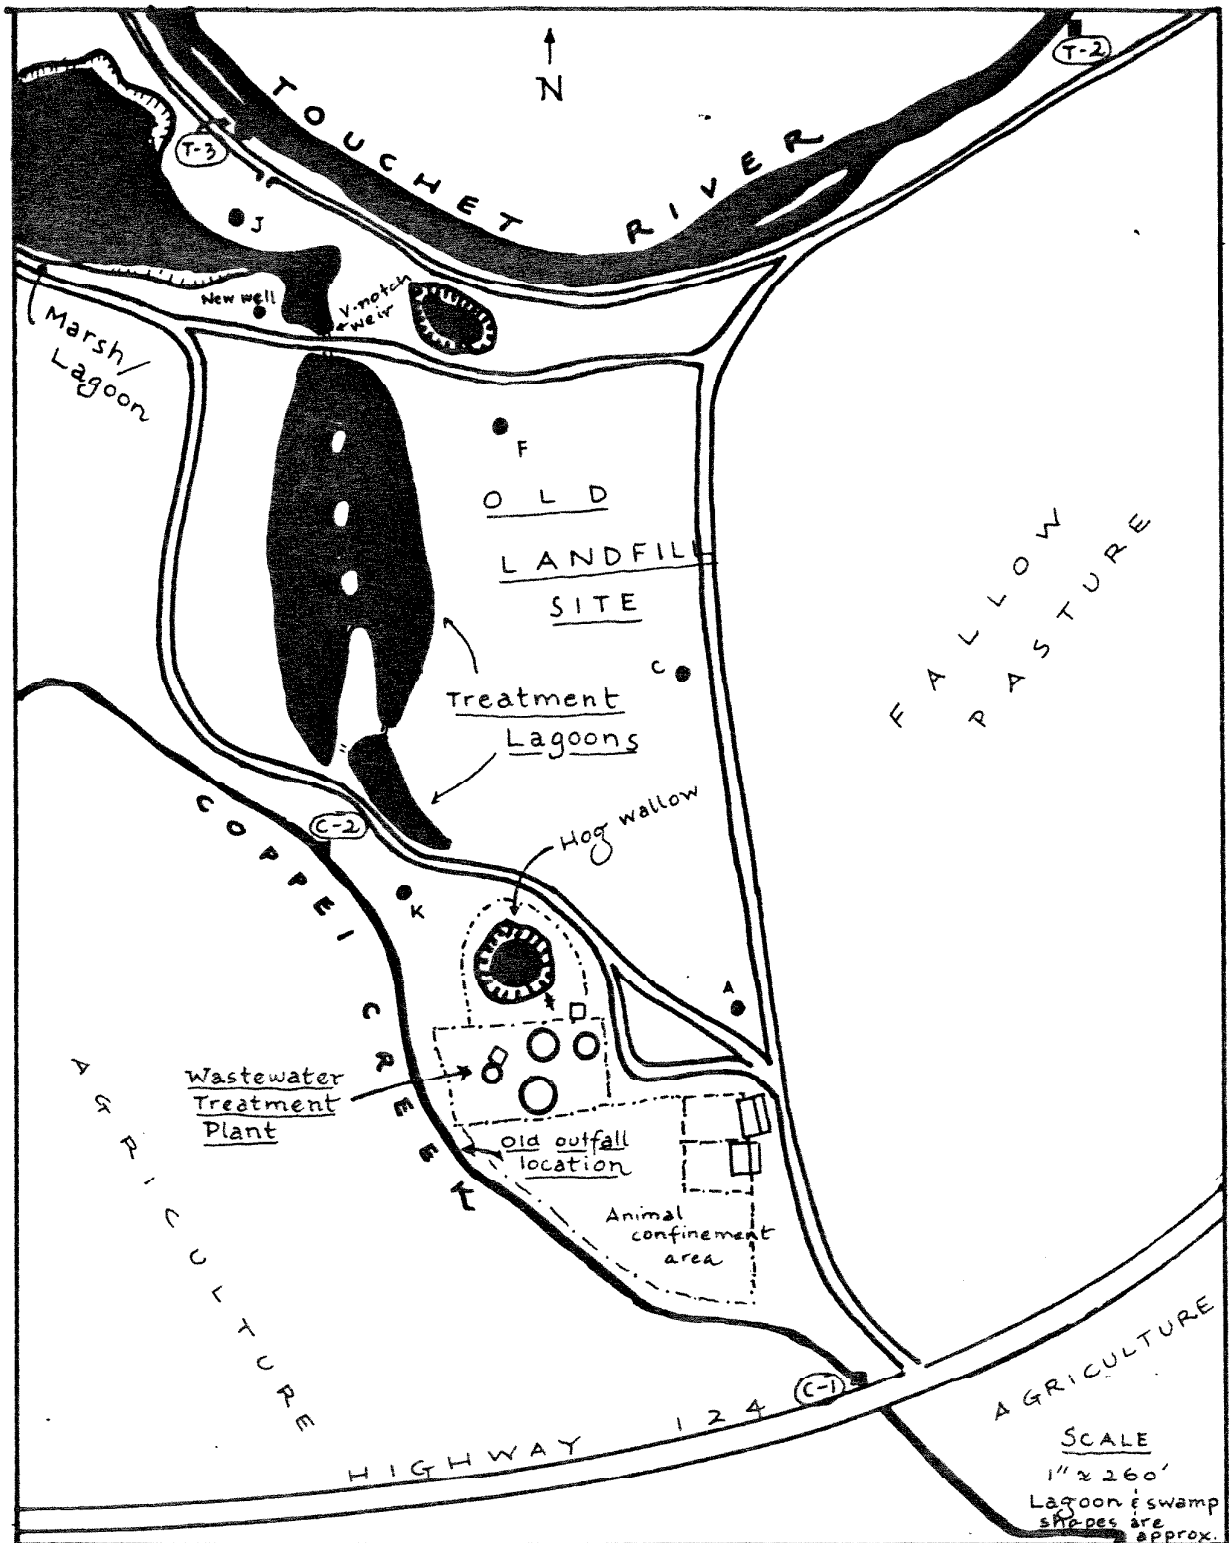 N
T-2
TOUCHET RIVER
T-3
J
New well
V-notch
weir
Marsh/
Lagoon
F
OLD
LANDFILL
SITE
FALLOW
PASTURE
C
Treatment
Lagoons
Hog wallow
C-2
COPPEI CREEK
K
A
Wastewater
Treatment
Plant
Old outfall
location
Animal
confinement
area
AGRICULTURE
C-1
HIGHWAY 124
AGRICULTURE
SCALE
1" ≈ 260'
Lagoon & swamp
shapes are
approx.